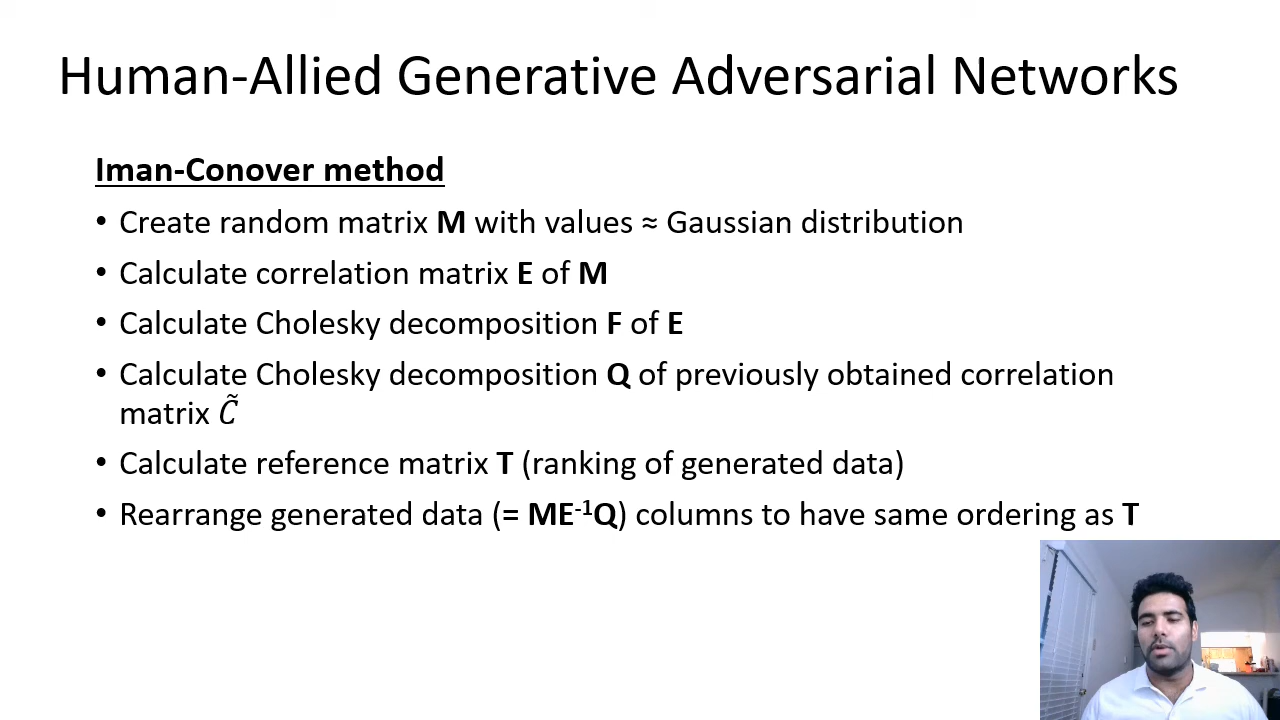 Human-Allied Generative Adversarial Networks
Iman-Conover method
• Create random matrix M with values ≈ Gaussian distribution
• Calculate correlation matrix E of M
• Calculate Cholesky decomposition F of E
• Calculate Cholesky decomposition Q of previously obtained correlation
matrix C̃
• Calculate reference matrix T (ranking of generated data)
• Rearrange generated data (= ME⁻¹Q) columns to have same ordering as T